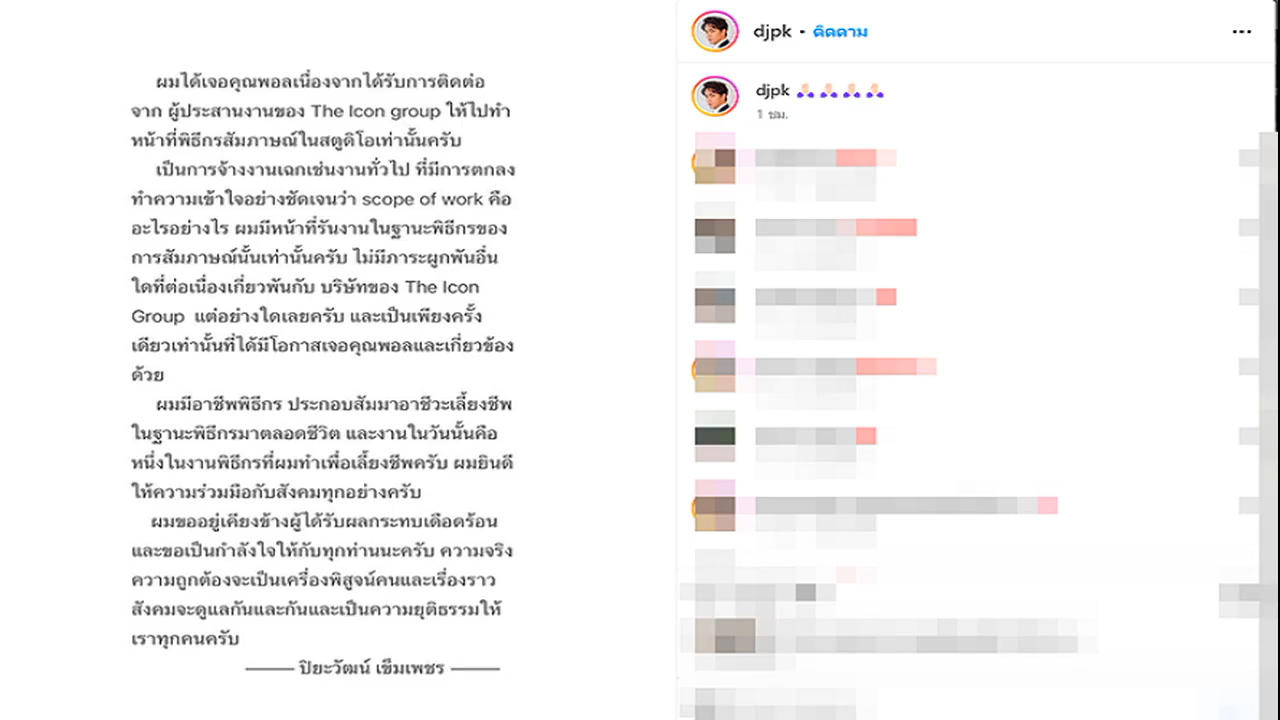 ผมได้เจอคุณพอลเนื่องจากได้รับการติดต่อ
จาก ผู้ประสานงานของ The Icon group ให้ไปทำ
หน้าที่พิธีกรสัมภาษณ์ในสตูดิโอเท่านั้นครับ
เป็นการจ้างงานเฉกเช่นงานทั่วไป ที่มีการตกลง
ทำความเข้าใจอย่างชัดเจนว่า scope of work คือ
อะไรอย่างไร ผมมีหน้าที่รันงานในฐานะพิธีกรของ
การสัมภาษณ์นั้นเท่านั้นครับ ไม่มีภาระผูกพันอื่น
ใดที่ต่อเนื่องเกี่ยวพันกับ บริษัทของ The Icon
Group แต่อย่างใดเลยครับ และเป็นเพียงครั้ง
เดียวเท่านั้นที่ได้มีโอกาสเจอคุณพอลและเกี่ยวข้อง
ด้วย
ผมมีอาชีพพิธีกร ประกอบสัมมาอาชีวะเลี้ยงชีพ
ในฐานะพิธีกรมาตลอดชีวิต และงานในวันนั้นคือ
หนึ่งในงานพิธีกรที่ผมทำเพื่อเลี้ยงชีพครับ ผมยินดี
ให้ความร่วมมือกับสังคมทุกอย่างครับ
ผมขออยู่เคียงข้างผู้ได้รับผลกระทบเดือดร้อน
และขอเป็นกำลังใจให้กับทุกท่านนะครับ ความจริง
ความถูกต้องจะเป็นเครื่องพิสูจน์คนและเรื่องราว
สังคมจะดูแลกันและกันและเป็นความยุติธรรมให้
เราทุกคนครับ
——— ปิยะวัฒน์ เข็มเพชร ———
djpk • ติดตาม
djpk 🙏🏻🙏🏻🙏🏻🙏🏻
1 ชม.